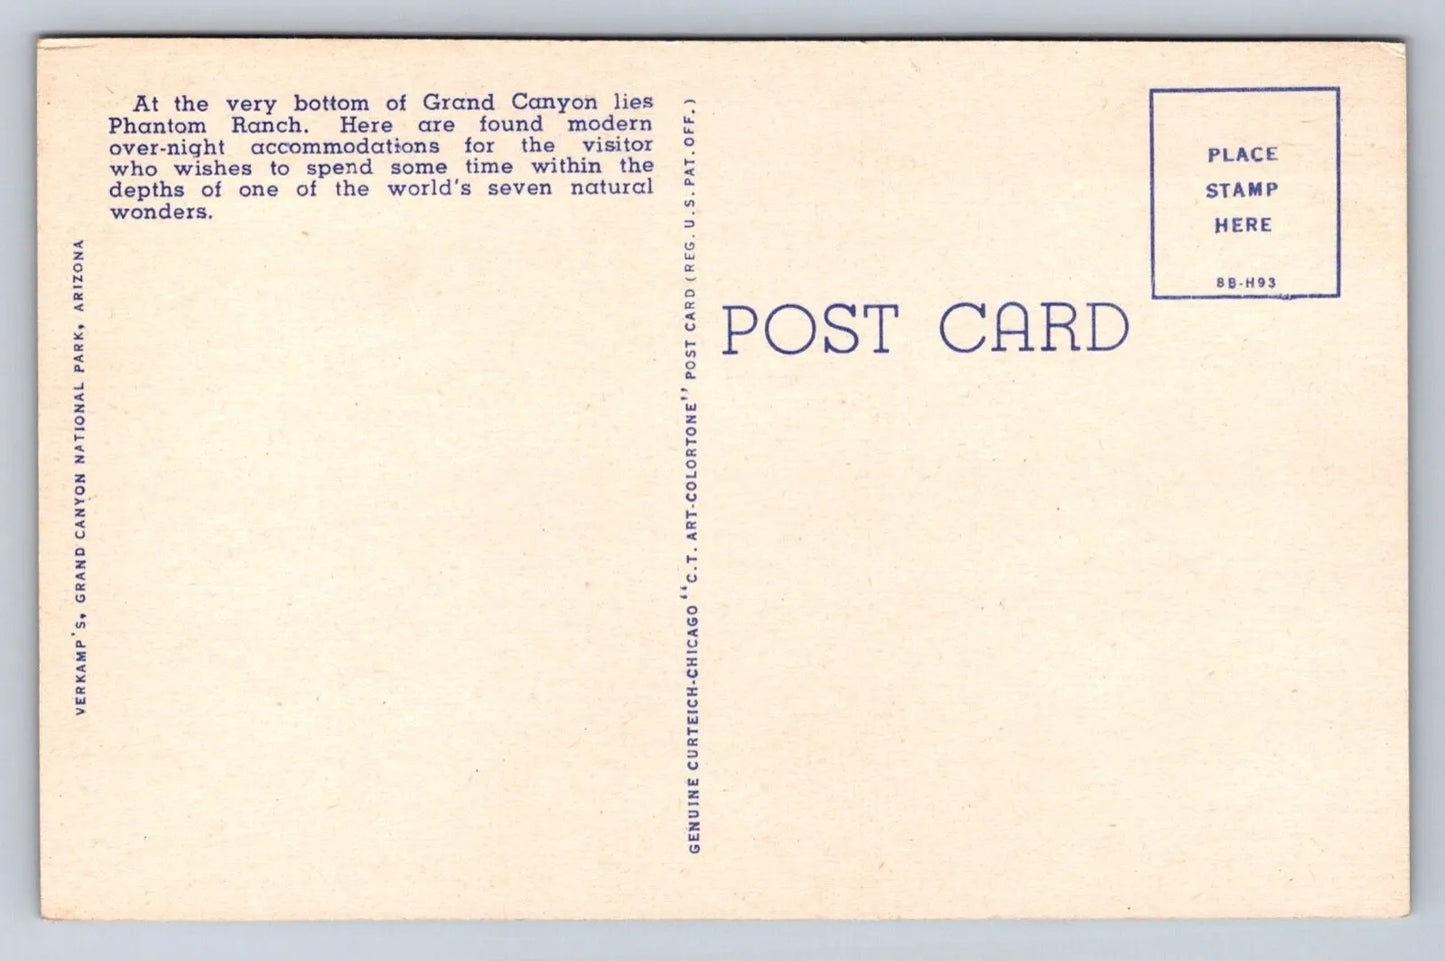 At the very bottom of Grand Canyon lies
Phantom Ranch. Here are found modern
over-night accommodations for the visitor
who wishes to spend some time within the
depths of one of the world's seven natural
wonders.
VERKAMP'S, GRAND CANYON NATIONAL PARK, ARIZONA
GENUINE CURTEICH-CHICAGO "C.T. ART-COLORTONE" POST CARD (REG. U.S. PAT. OFF.)
POST CARD
PLACE
STAMP
HERE
8B-H93